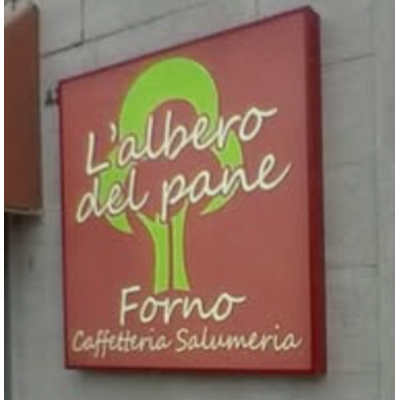 L'albero
del pane
Forno
Caffetteria Salumeria